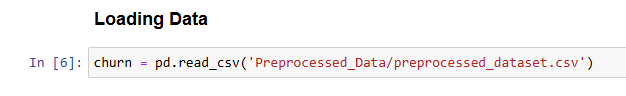 Loading Data
In [6]: churn = pd.read_csv('Preprocessed_Data/preprocessed_dataset.csv')